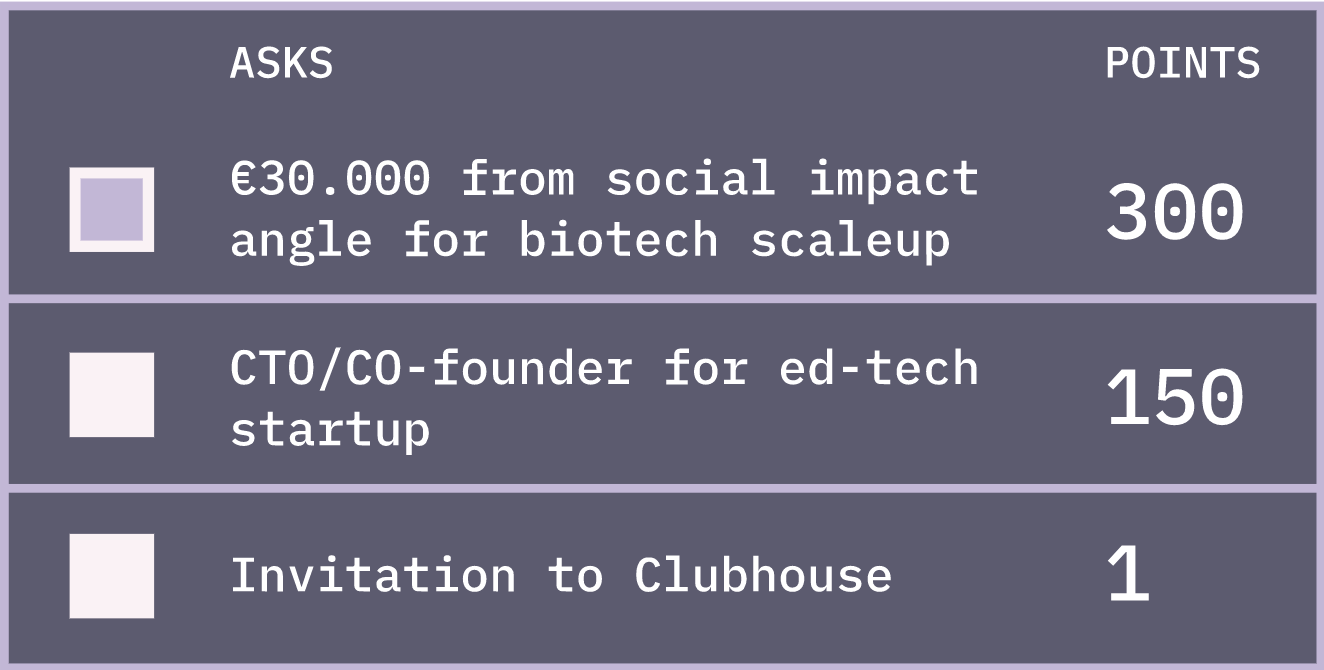 ASKS POINTS
€30.000 from social impact
angle for biotech scaleup
300
CTO/CO-founder for ed-tech
startup
150
Invitation to Clubhouse
1